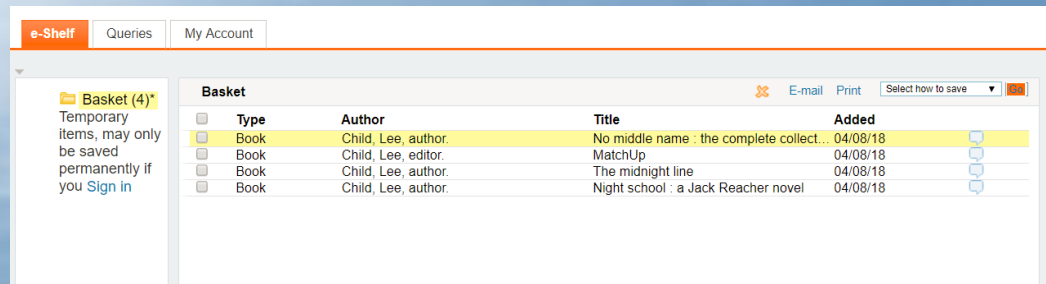 e-Shelf Queries My Account
Basket (4)*
Temporary
items, may only
be saved
permanently if
you Sign in
Basket E-mail Print Select how to save Go
Type Author Title Added
Book Child, Lee, author. No middle name : the complete collect... 04/08/18
Book Child, Lee, editor. MatchUp 04/08/18
Book Child, Lee, author. The midnight line 04/08/18
Book Child, Lee, author. Night school : a Jack Reacher novel 04/08/18